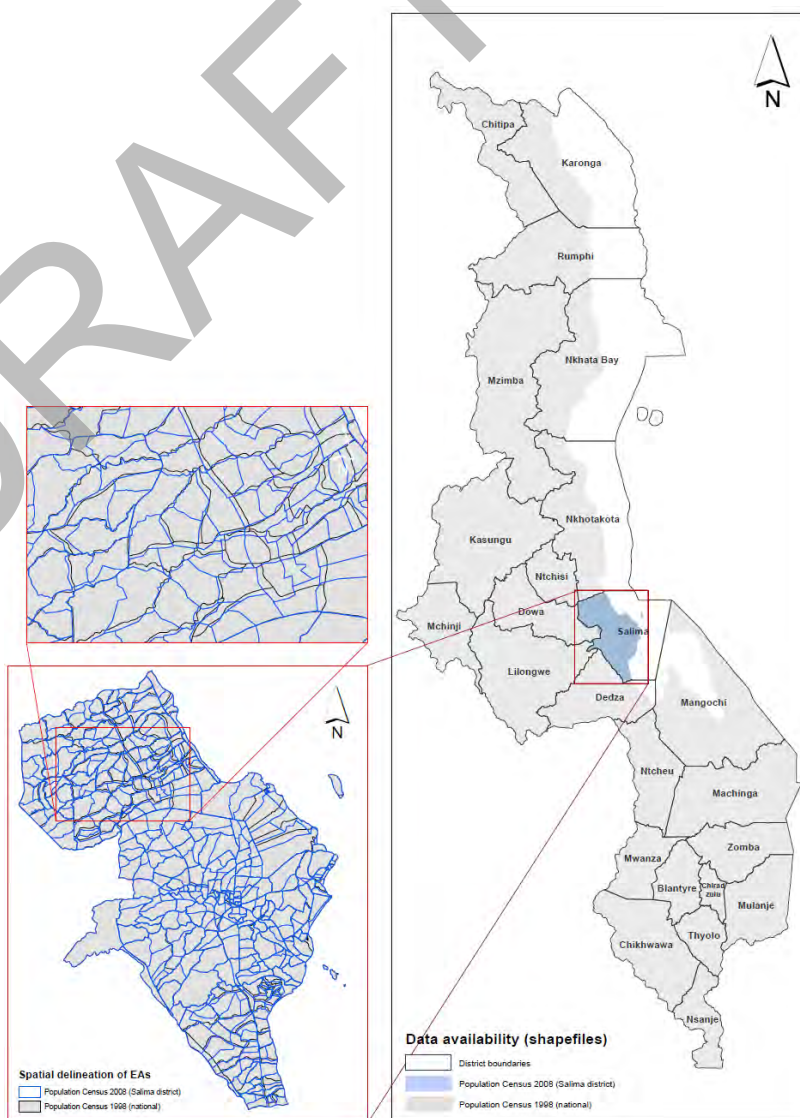 DRAFT
N
Chitipa
Karonga
Rumphi
Nkhata Bay
Mzimba
Nkhotakota
Kasungu
Ntchisi
Dowa
Salima
Mchinji
Lilongwe
Dedza
Mangochi
Ntcheu
Machinga
Mwanza
Zomba
Blantyre
Chirad
zulu
Mulanje
Thyolo
Chikhwawa
Nsanje
Data availability (shapefiles)
District boundaries
Population Census 2008 (Salima district)
Population Census 1998 (national)
N
Spatial delineation of EAs
Population Census 2008 (Salima district)
Population Census 1998 (national)